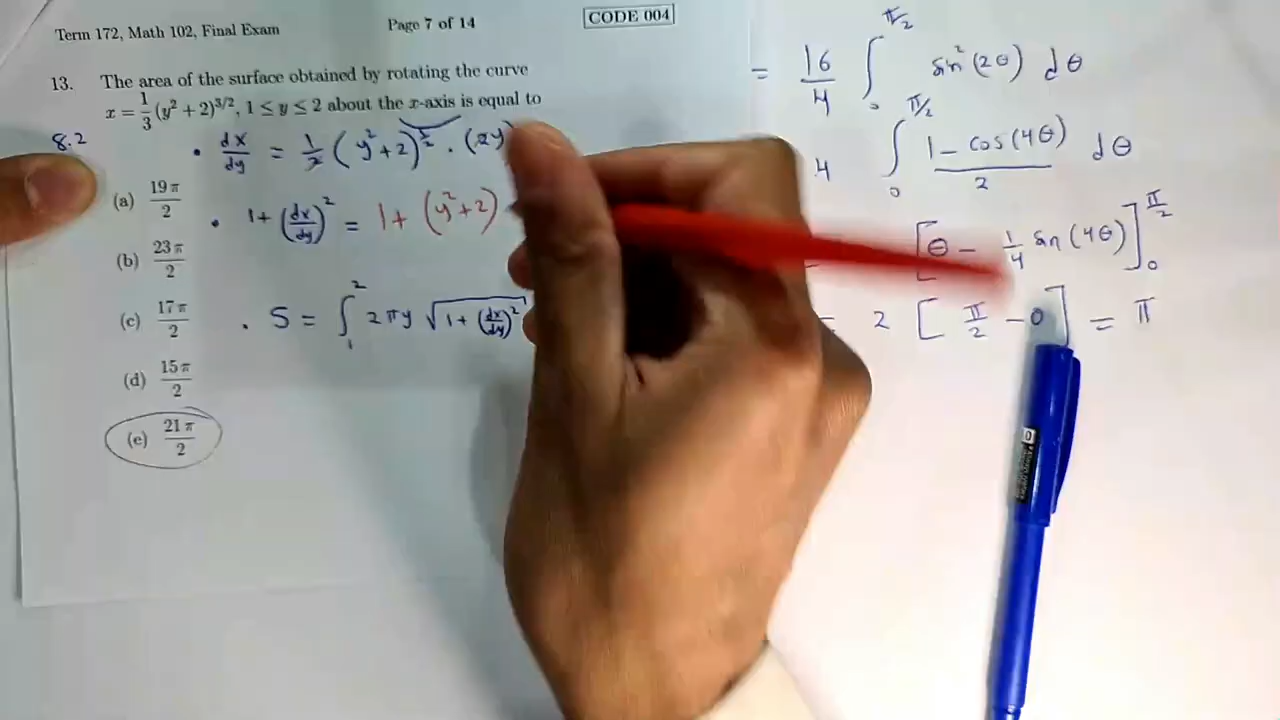 Term 172, Math 102, Final Exam
Page 7 of 14
CODE 004
13. The area of the surface obtained by rotating the curve
x = 1/3 (y² + 2)^{3/2}, 1 ≤ y ≤ 2 about the x-axis is equal to
8.2
(a) 19π/2
(b) 23π/2
(c) 17π/2
(d) 15π/2
(e) 21π/2
• dx/dy = 1/2 (y²+2)^{1/2} · (2y)
• 1 + (dx/dy)² = 1 + (y²+2)
• S = ∫₁² 2πy √(1 + (dx/dy)²)
= 16/4 ∫₀^{π/2} sin²(2θ) dθ
4 ∫₀^{π/2} (1 - cos(4θ))/2 dθ
[θ - 1/4 sin(4θ)]₀^{π/2}
= 2 [π/2 - 0] = π